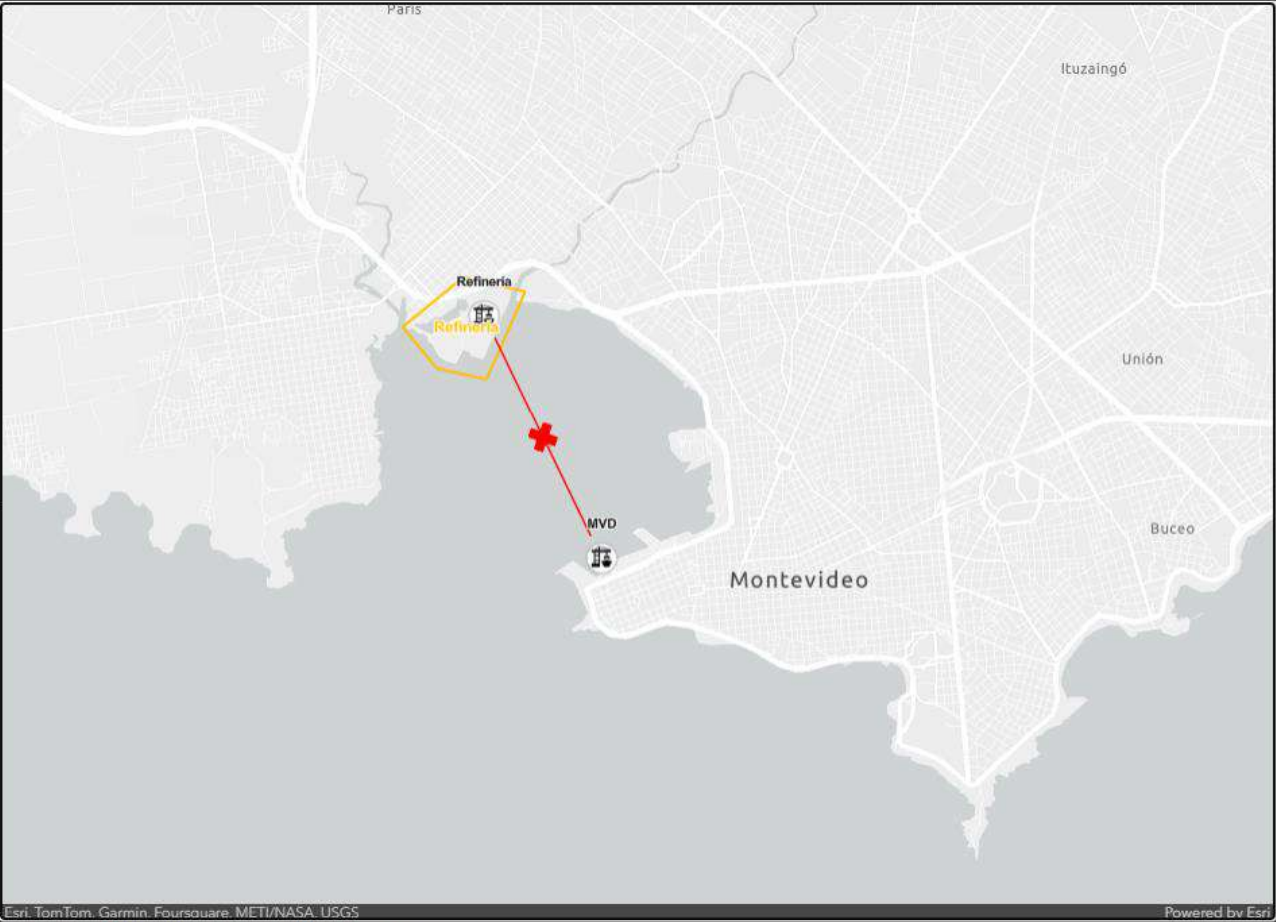 Paris
Ituzaingó
Refinería
Refinería
Unión
MVD
Buceo
Montevideo
Esri, TomTom, Garmin, Foursquare, METI/NASA, USGS
Powered by Esri